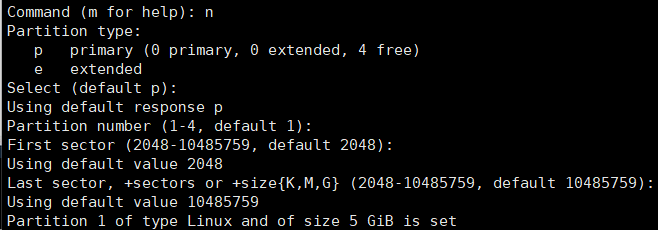 Command (m for help): n
Partition type:
   p   primary (0 primary, 0 extended, 4 free)
   e   extended
Select (default p):
Using default response p
Partition number (1-4, default 1):
First sector (2048-10485759, default 2048):
Using default value 2048
Last sector, +sectors or +size{K,M,G} (2048-10485759, default 10485759):
Using default value 10485759
Partition 1 of type Linux and of size 5 GiB is set